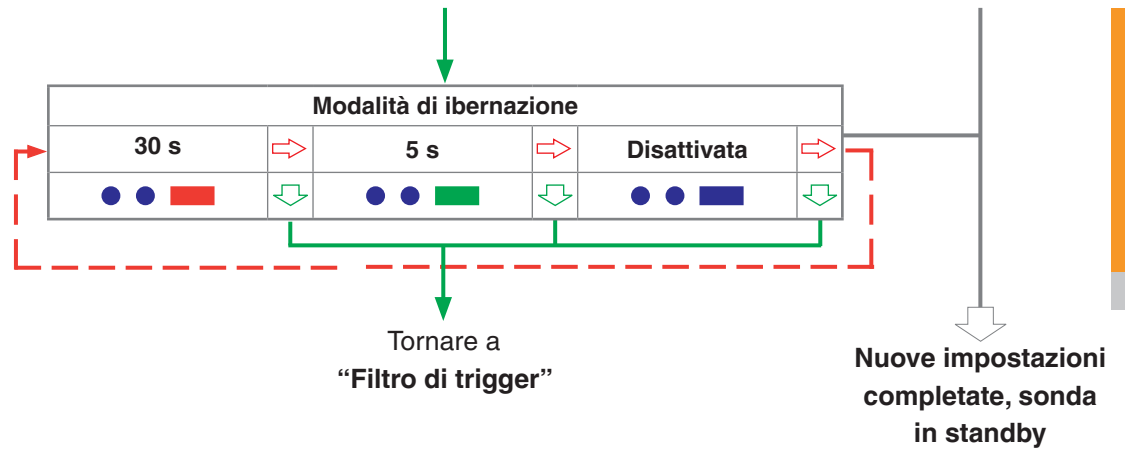 Modalità di ibernazione
30 s
5 s
Disattivata
Tornare a
“Filtro di trigger”
Nuove impostazioni
completate, sonda
in standby